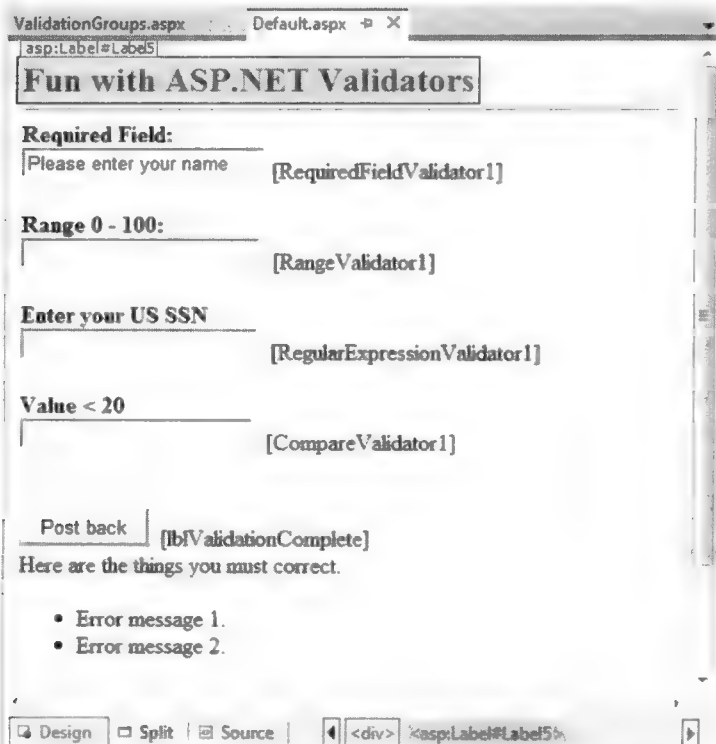 ValidationGroups.aspx Default.aspx
asp:Label#Label5
Fun with ASP.NET Validators
Required Field:
Please enter your name [RequiredFieldValidator1]
Range 0 - 100:
[RangeValidator1]
Enter your US SSN
[RegularExpressionValidator1]
Value < 20
[CompareValidator1]
Post back [lblValidationComplete]
Here are the things you must correct.
• Error message 1.
• Error message 2.
Design Split Source <div> <asp:Label#Label5>